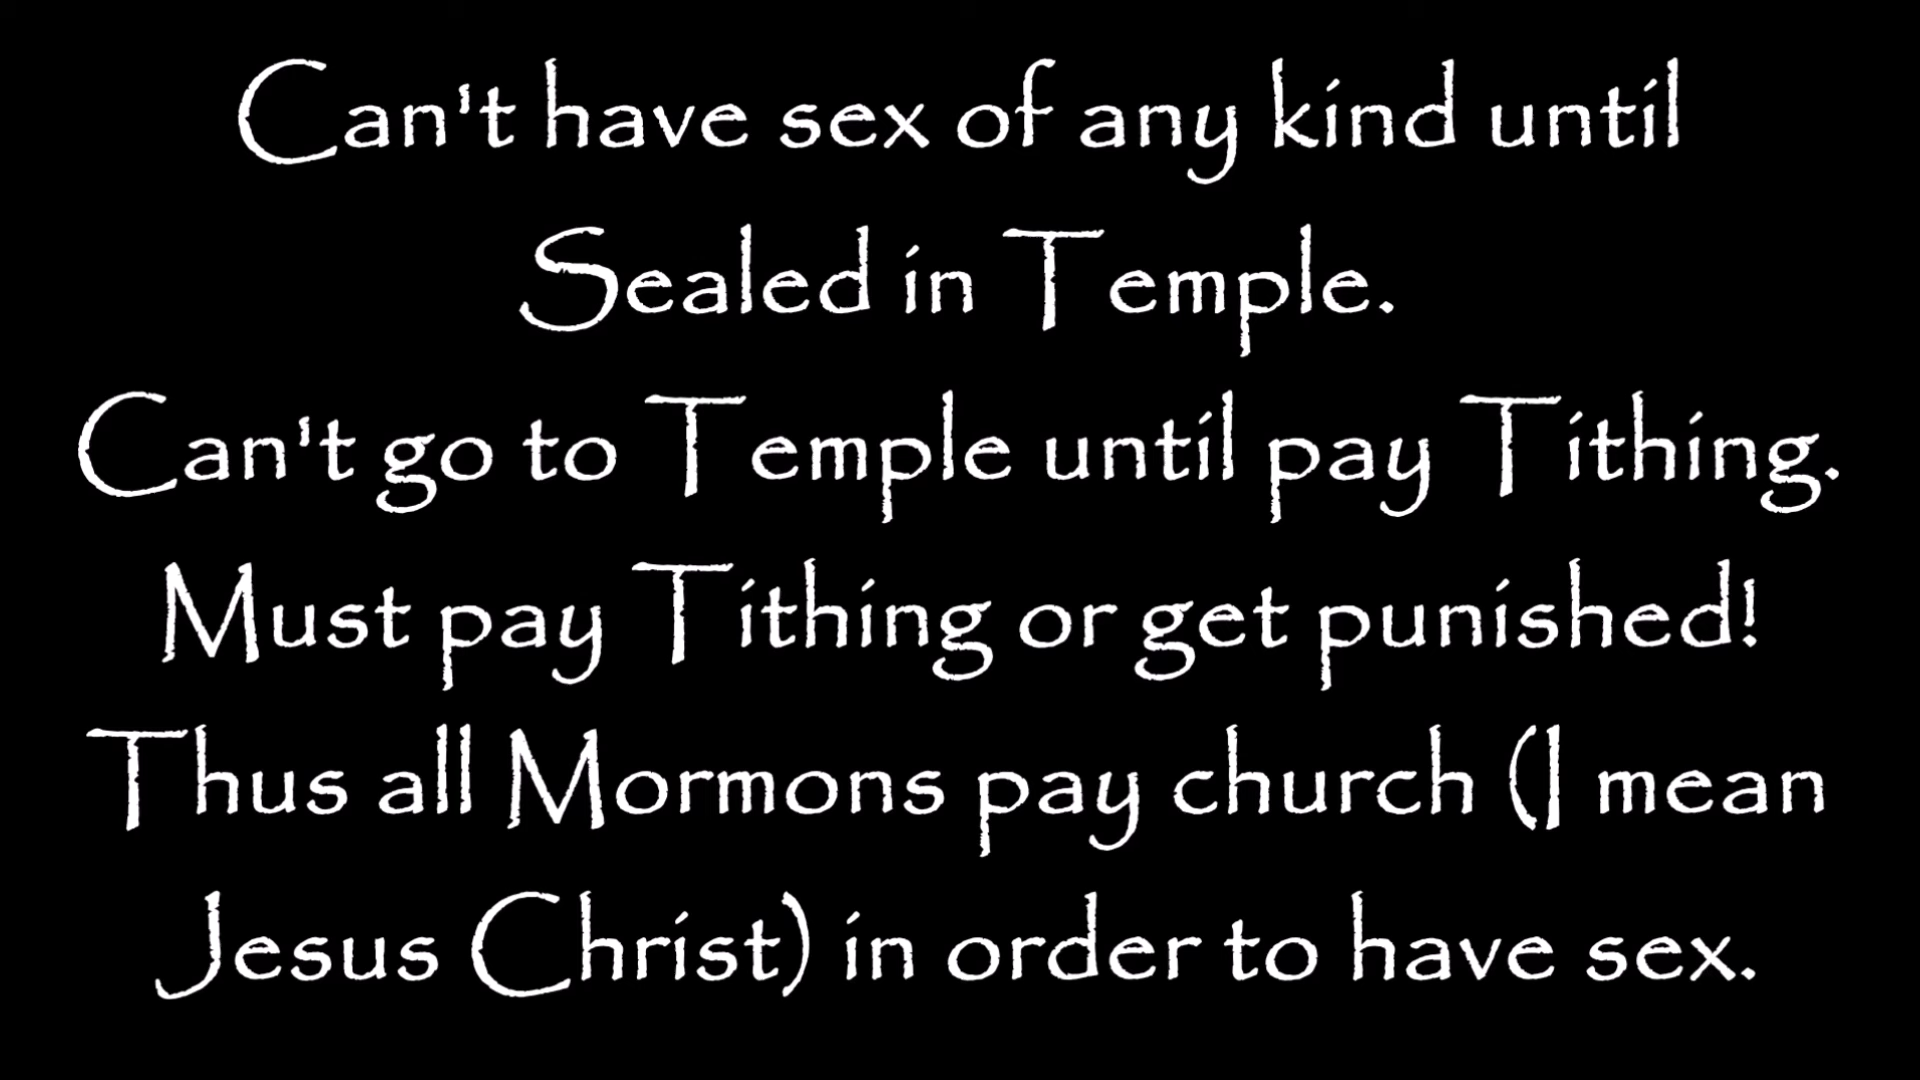 Can't have sex of any kind until
Sealed in Temple.
Can't go to Temple until pay Tithing.
Must pay Tithing or get punished!
Thus all Mormons pay church (I mean
Jesus Christ) in order to have sex.